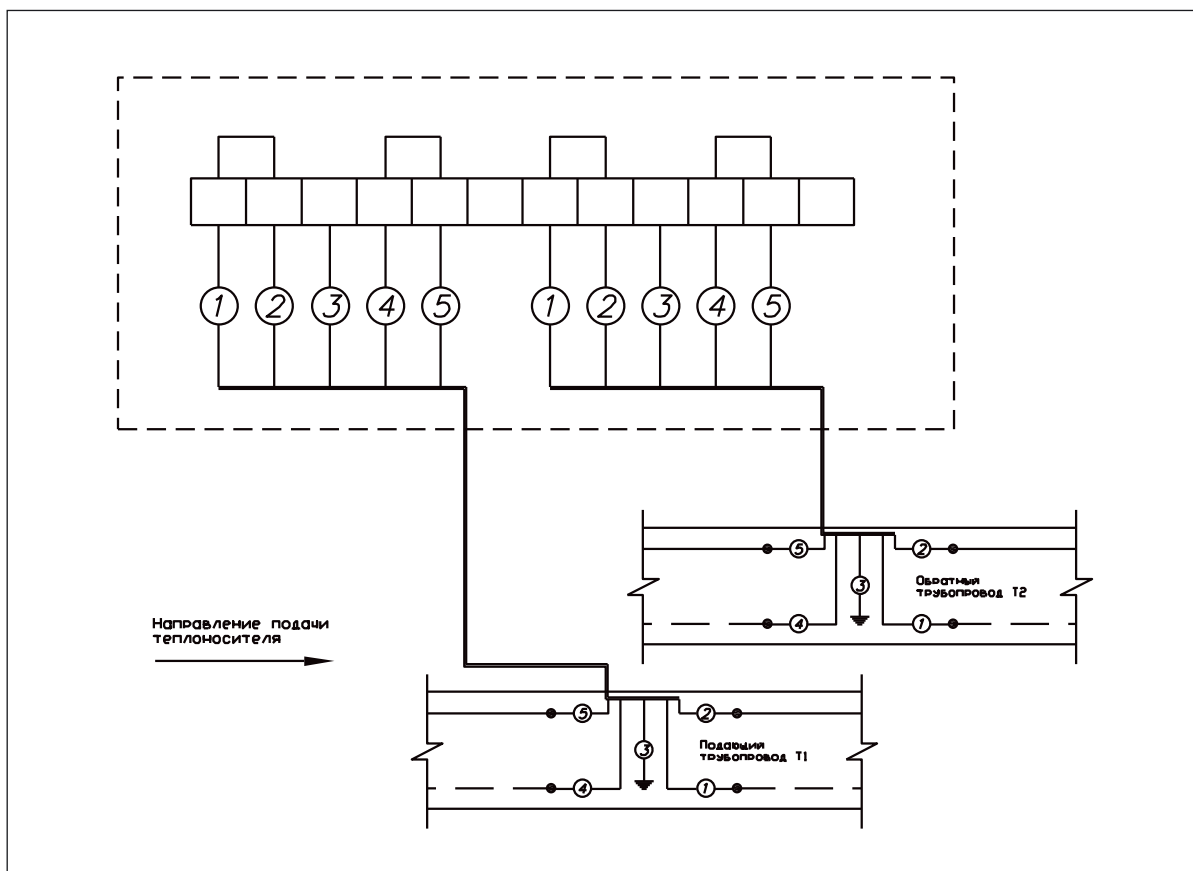 1 2 3 4 5 1 2 3 4 5
5 2
3
Обратный
трубопровод Т2
4 1
Направление подачи
теплоносителя
5 2
3
Подающий
трубопровод Т1
4 1